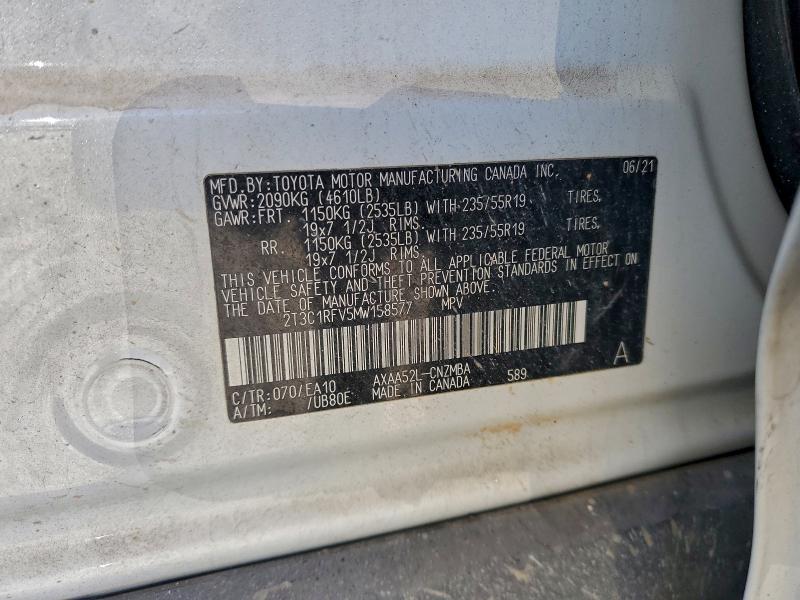 MFD.BY:TOYOTA MOTOR MANUFACTURING CANADA INC. 06/21
GVWR:2090KG (4610LB)
GAWR:FRT. 1150KG (2535LB) WITH 235/55R19 TIRES.
19x7 1/2J RIMS.
RR. 1150KG (2535LB) WITH 235/55R19 TIRES.
19x7 1/2J RIMS.
THIS VEHICLE CONFORMS TO ALL APPLICABLE FEDERAL MOTOR
VEHICLE SAFETY AND THEFT PREVENTION STANDARDS IN EFFECT ON
THE DATE OF MANUFACTURE SHOWN ABOVE.
2T3C1RFV5MW158577 MPV
A
C/TR:070/EA10 AXAA52L-CNZMBA 589
A/TM: /UB80E MADE IN CANADA